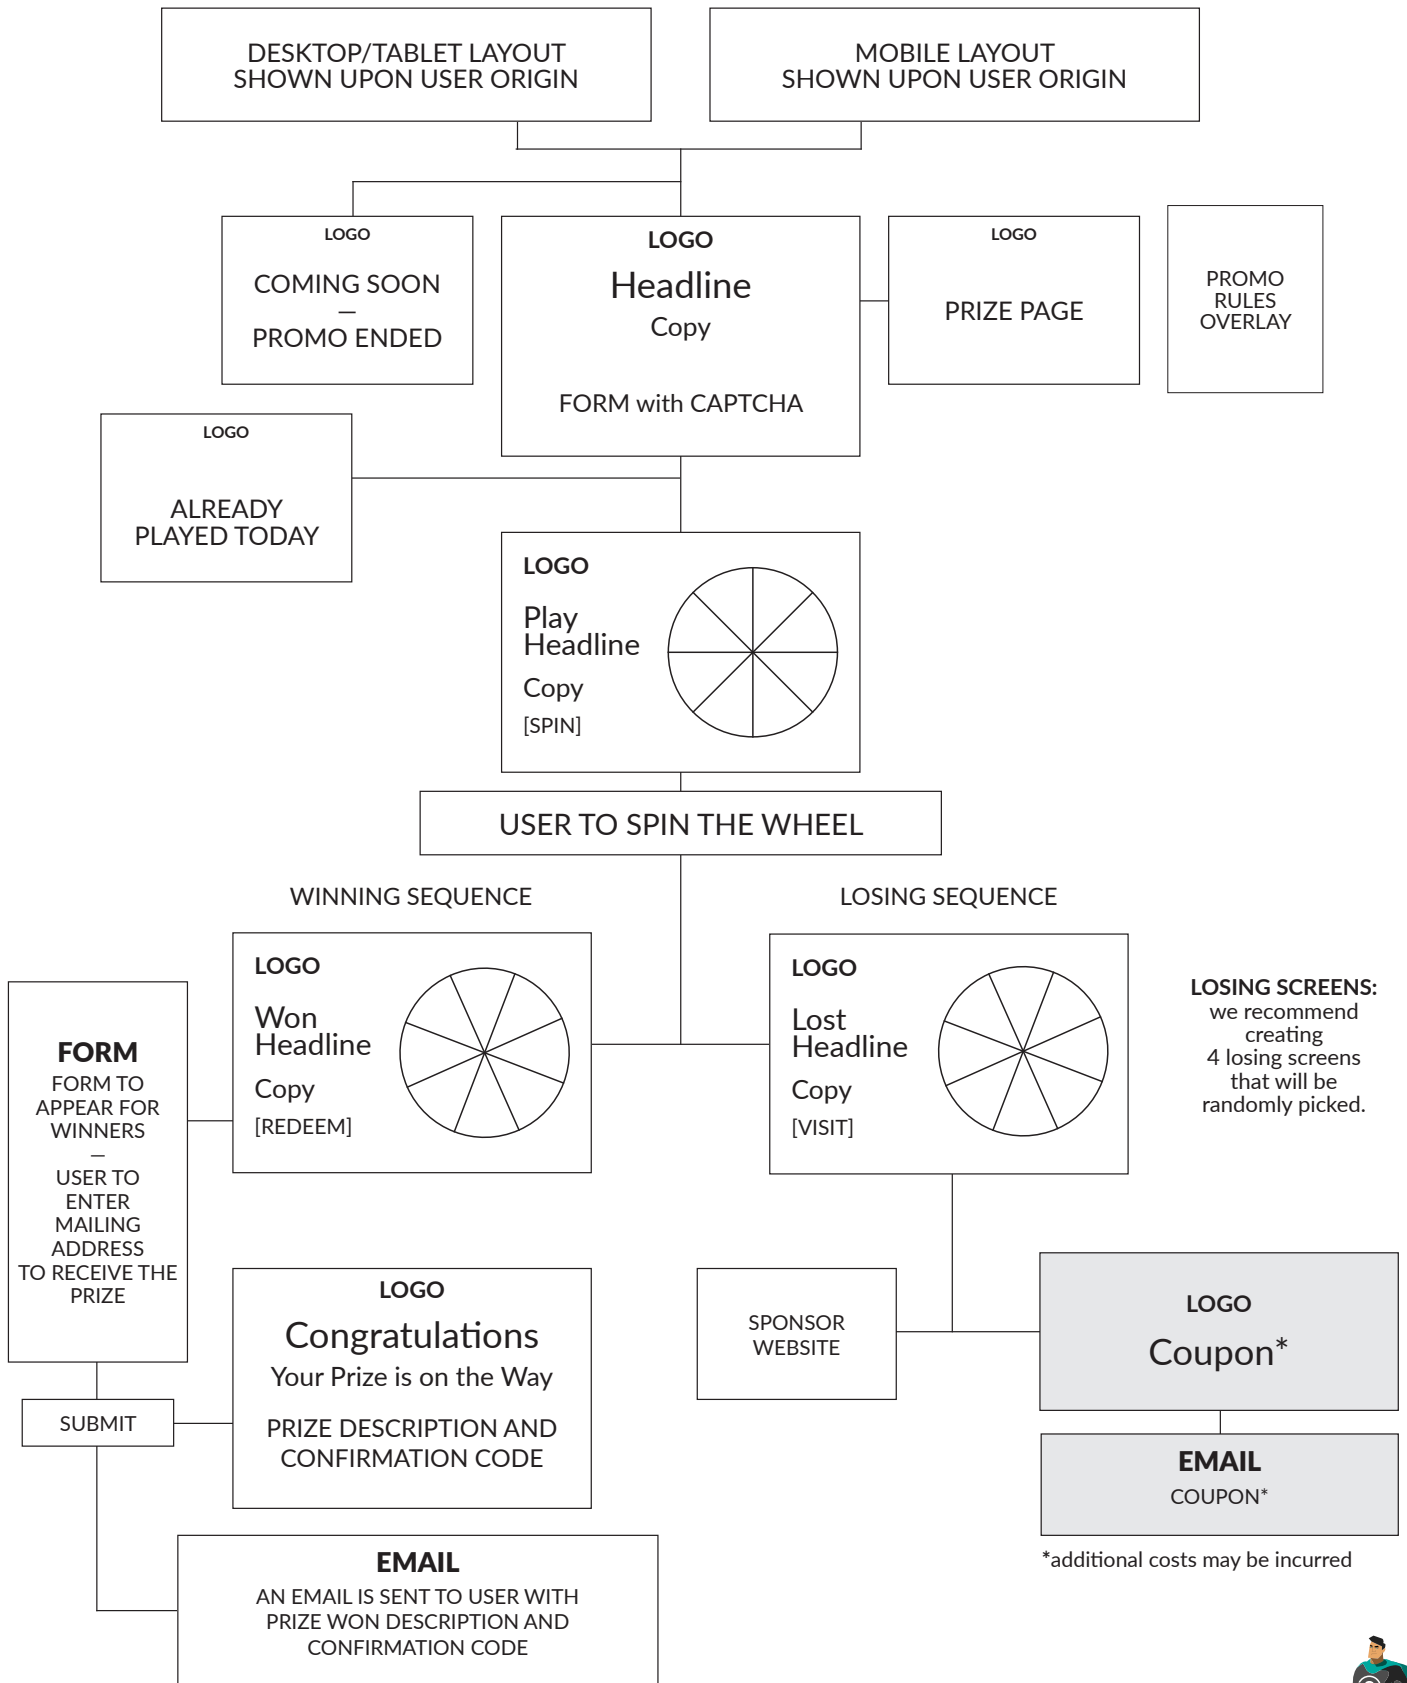 DESKTOP/TABLET LAYOUT
SHOWN UPON USER ORIGIN
MOBILE LAYOUT
SHOWN UPON USER ORIGIN
LOGO
COMING SOON
—
PROMO ENDED
LOGO
Headline
Copy
FORM with CAPTCHA
LOGO
PRIZE PAGE
PROMO
RULES
OVERLAY
LOGO
ALREADY
PLAYED TODAY
LOGO
Play
Headline
Copy
[SPIN]
USER TO SPIN THE WHEEL
WINNING SEQUENCE
LOSING SEQUENCE
LOGO
Won
Headline
Copy
[REDEEM]
LOGO
Lost
Headline
Copy
[VISIT]
LOSING SCREENS:
we recommend
creating
4 losing screens
that will be
randomly picked.
FORM
FORM TO
APPEAR FOR
WINNERS
—
USER TO
ENTER
MAILING
ADDRESS
TO RECEIVE THE
PRIZE
SUBMIT
LOGO
Congratulations
Your Prize is on the Way
PRIZE DESCRIPTION AND
CONFIRMATION CODE
SPONSOR
WEBSITE
LOGO
Coupon*
EMAIL
COUPON*
*additional costs may be incurred
EMAIL
AN EMAIL IS SENT TO USER WITH
PRIZE WON DESCRIPTION AND
CONFIRMATION CODE